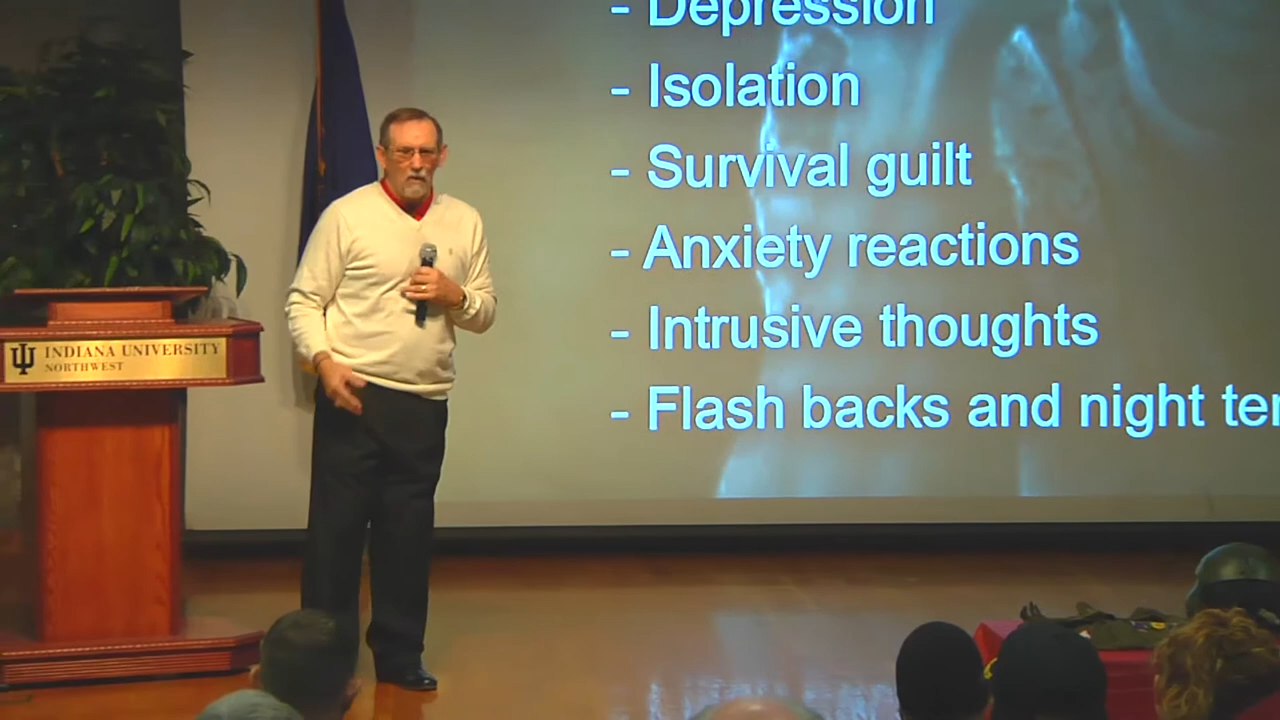 - Depression
- Isolation
- Survival guilt
- Anxiety reactions
- Intrusive thoughts
- Flash backs and night
INDIANA UNIVERSITY
NORTHWEST